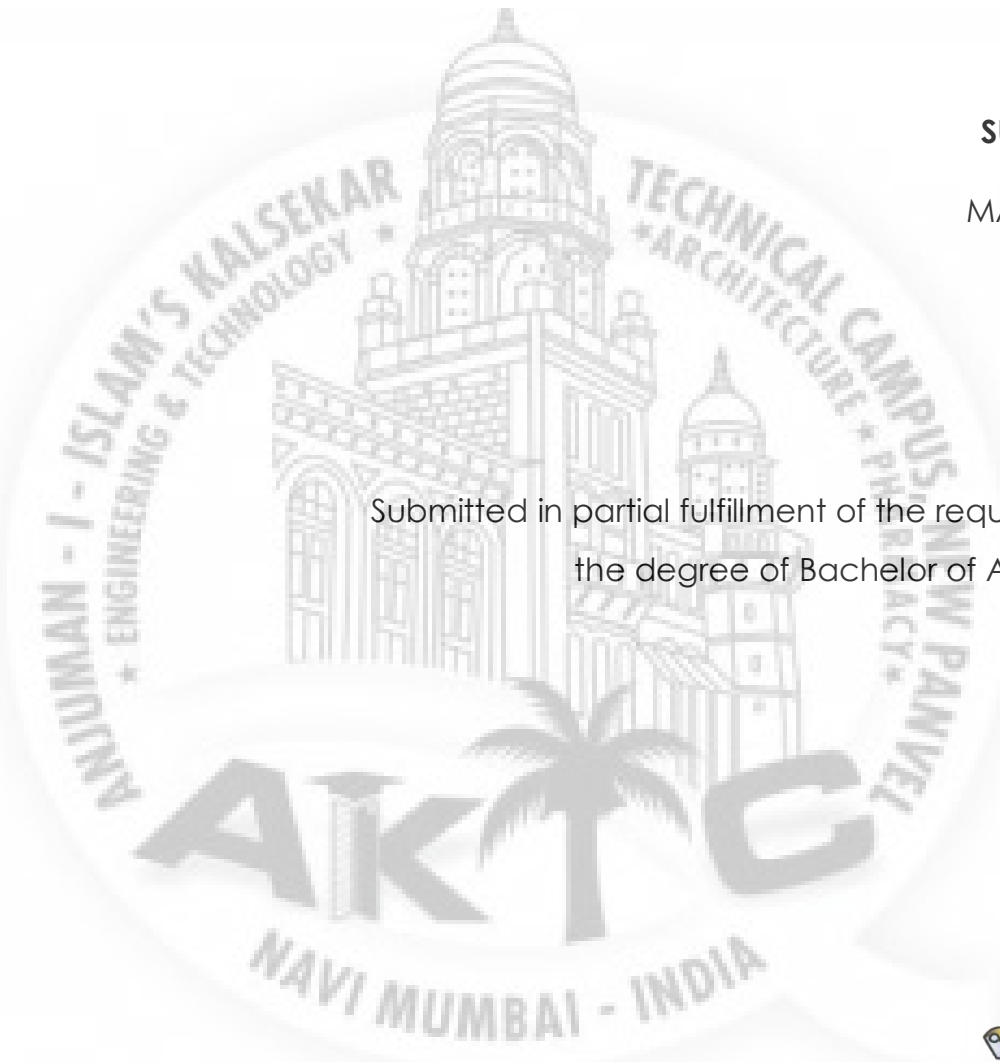 S
MA
Submitted in partial fulfillment of the requ
the degree of Bachelor of A
ANJUMAN - I - ISLAM'S KALSEKAR TECHNICAL CAMPUS, NEW PANVEL
* ENGINEERING & TECHNOLOGY * *ARCHITECTURE * PHARMACY*
AKTC
NAVI MUMBAI - INDIA